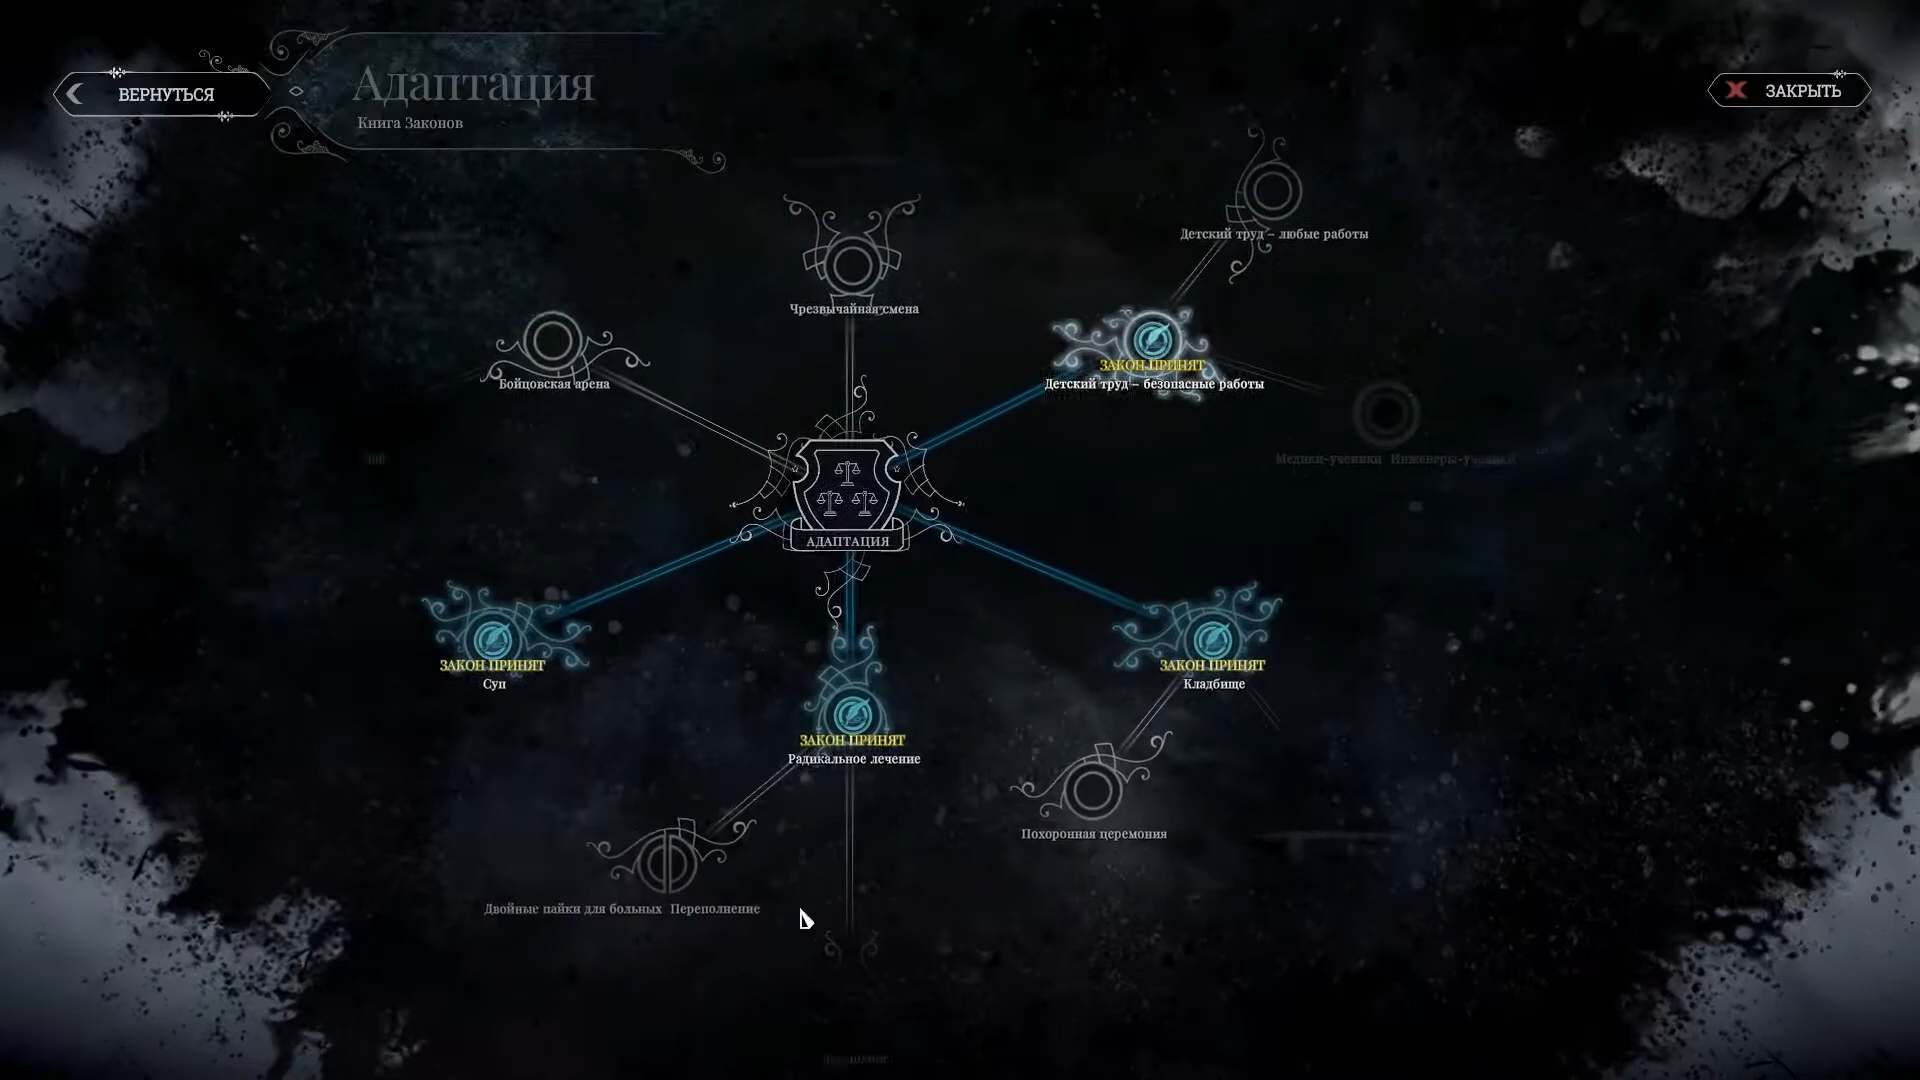 Адаптация
ВЕРНУТЬСЯ
ЗАКРЫТЬ
Книга Законов
Детский труд – любые работы
Чрезвычайная смена
ЗАКОН ПРИНЯТ
Бойцовская арена
Детский труд – безопасные работы
Медики-ученики Инженеры-ученики
АДАПТАЦИЯ
ЗАКОН ПРИНЯТ
ЗАКОН ПРИНЯТ
Суп
Кладбище
ЗАКОН ПРИНЯТ
Радикальное лечение
Похоронная церемония
Двойные пайки для больных Переполнение